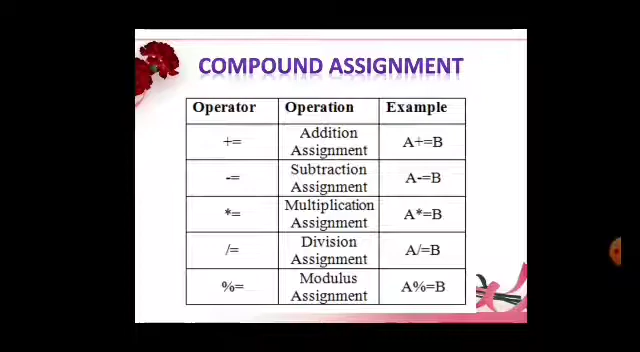 COMPOUND ASSIGNMENT
Operator Operation Example
+= Addition Assignment A+=B
-= Subtraction Assignment A-=B
*= Multiplication Assignment A*=B
/= Division Assignment A/=B
%= Modulus Assignment A%=B